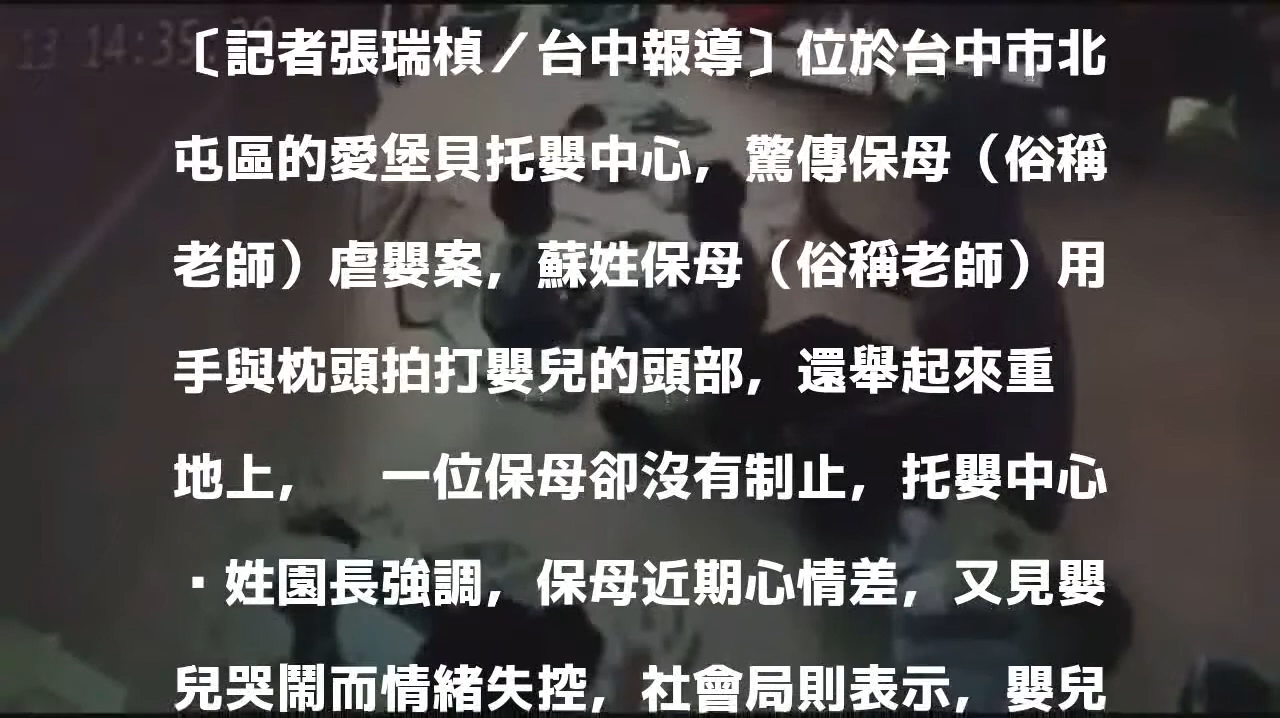 13 14:35:39
〔記者張瑞楨／台中報導〕位於台中市北
屯區的愛堡貝托嬰中心，驚傳保母（俗稱
老師）虐嬰案，蘇姓保母（俗稱老師）用
手與枕頭拍打嬰兒的頭部，還舉起來重
地上，　一位保母卻沒有制止，托嬰中心
姓園長強調，保母近期心情差，又見嬰
兒哭鬧而情緒失控，社會局則表示，嬰兒